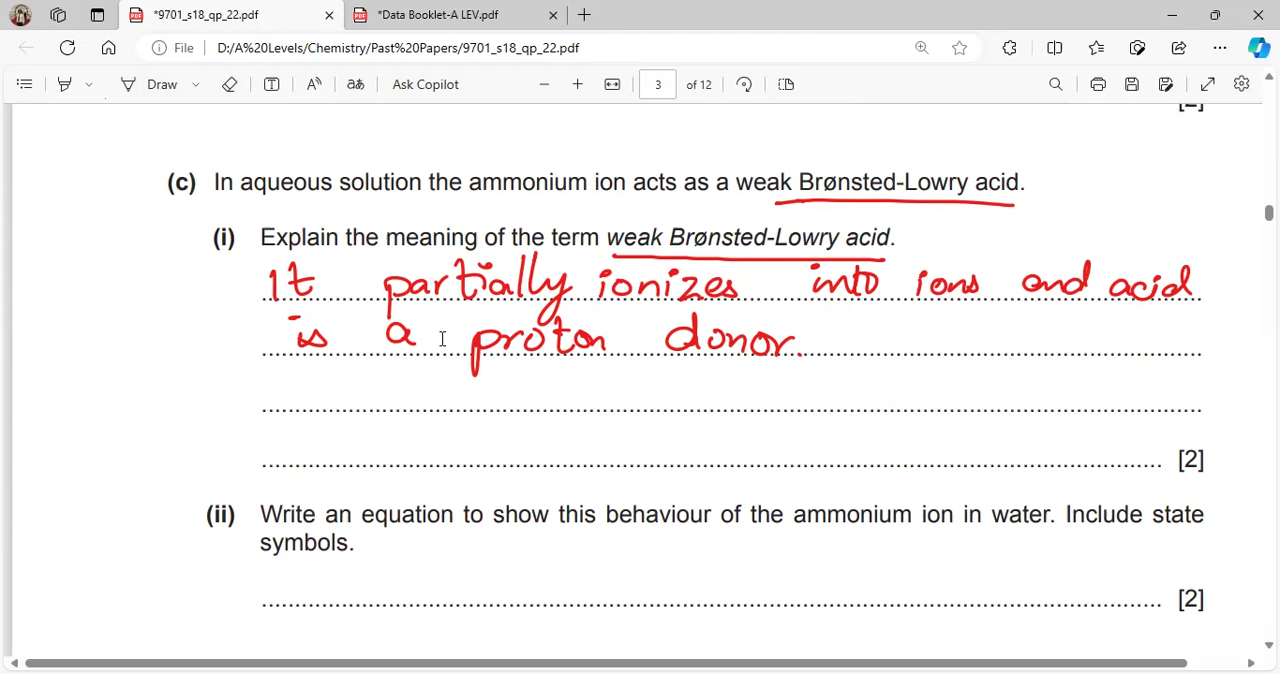 *9701_s18_qp_22.pdf
*Data Booklet-A LEV.pdf
File D:/A%20Levels/Chemistry/Past%20Papers/9701_s18_qp_22.pdf
Draw
aあ
Ask Copilot
3 of 12
[2]
(c) In aqueous solution the ammonium ion acts as a weak Brønsted-Lowry acid.
(i) Explain the meaning of the term weak Brønsted-Lowry acid.
It partially ionizes into ions and acid
is a proton donor.
[2]
(ii) Write an equation to show this behaviour of the ammonium ion in water. Include state
symbols.
[2]